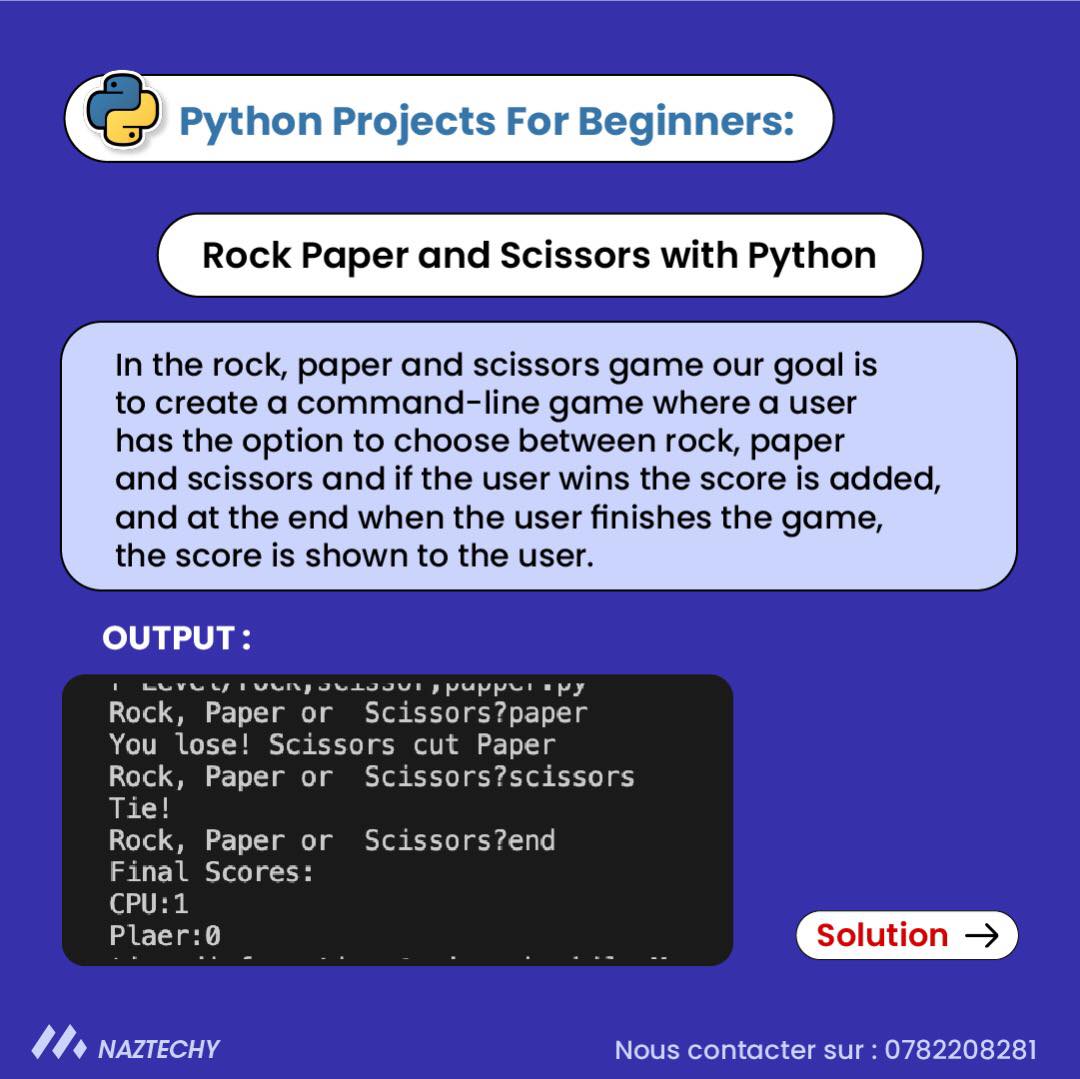 Python Projects For Beginners:
Rock Paper and Scissors with Python
In the rock, paper and scissors game our goal is
to create a command-line game where a user
has the option to choose between rock, paper
and scissors and if the user wins the score is added,
and at the end when the user finishes the game,
the score is shown to the user.
OUTPUT :
Level/rock,scissor,papper.py
Rock, Paper or  Scissors?paper
You lose! Scissors cut Paper
Rock, Paper or  Scissors?scissors
Tie!
Rock, Paper or  Scissors?end
Final Scores:
CPU:1
Plaer:0
Solution →
NAZTECHY
Nous contacter sur : 0782208281